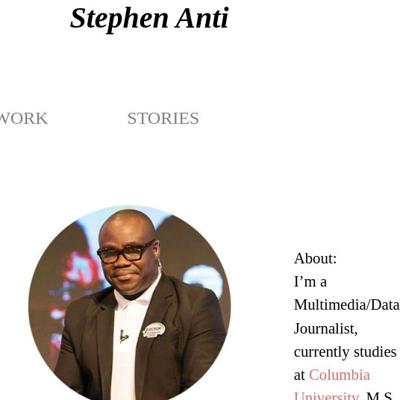 Stephen Anti
WORK STORIES
About:
I'm a
Multimedia/Data
Journalist,
currently studies
at Columbia
University, M.S.